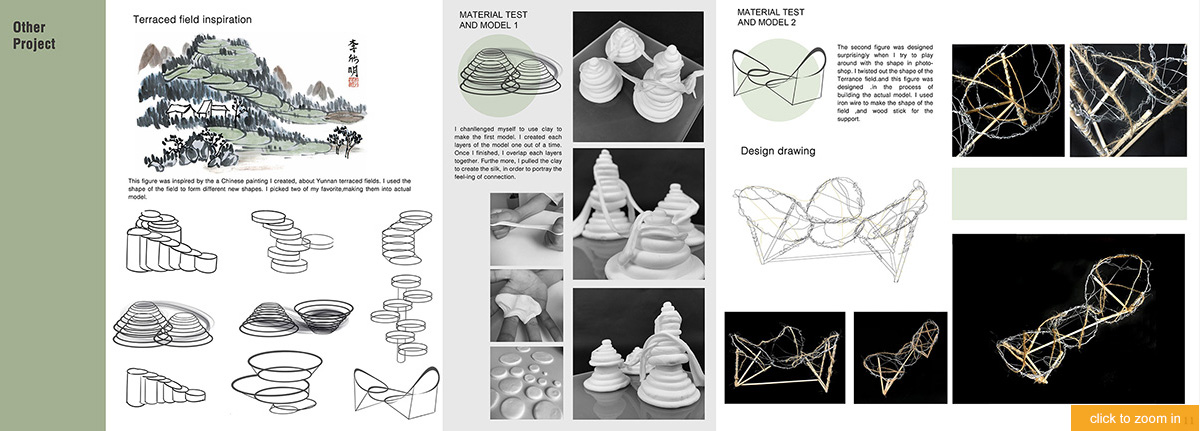 Other
Project
Terraced field inspiration
This figure was inspired by the a Chinese painting I created, about Yunnan terraced fields. I used the
shape of the field to form different new shapes. I picked two of my favorite,making them into actual
model.
MATERIAL TEST
AND MODEL 1
I chanllenged myself to use clay to
make the first model. I created each
layers of the model one out of a time.
Once I finished, I overlap each layers
together. Furthe more, I pulled the clay
to create the silk, in order to portray the
feel-ing of connection.
MATERIAL TEST
AND MODEL 2
The second figure was designed
surprisingly when I try to play
around with the shape in photo-
shop. I twisted out the shape of the
Terrance field.and this figure was
designed .in the process of
building the actual model. I used
iron wire to make the shape of the
field ,and wood stick for the
support.
Design drawing
click to zoom in